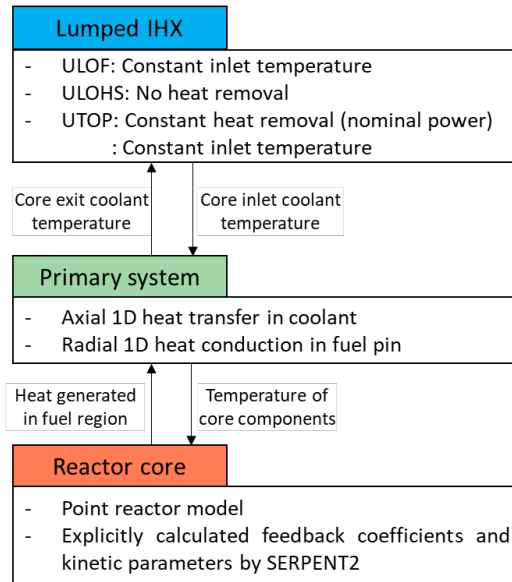 Lumped IHX
- ULOF: Constant inlet temperature
- ULOHS: No heat removal
- UTOP: Constant heat removal (nominal power)
: Constant inlet temperature
Core exit coolant
temperature
Core inlet coolant
temperature
Primary system
- Axial 1D heat transfer in coolant
- Radial 1D heat conduction in fuel pin
Heat generated
in fuel region
Temperature of
core components
Reactor core
- Point reactor model
- Explicitly calculated feedback coefficients and
kinetic parameters by SERPENT2